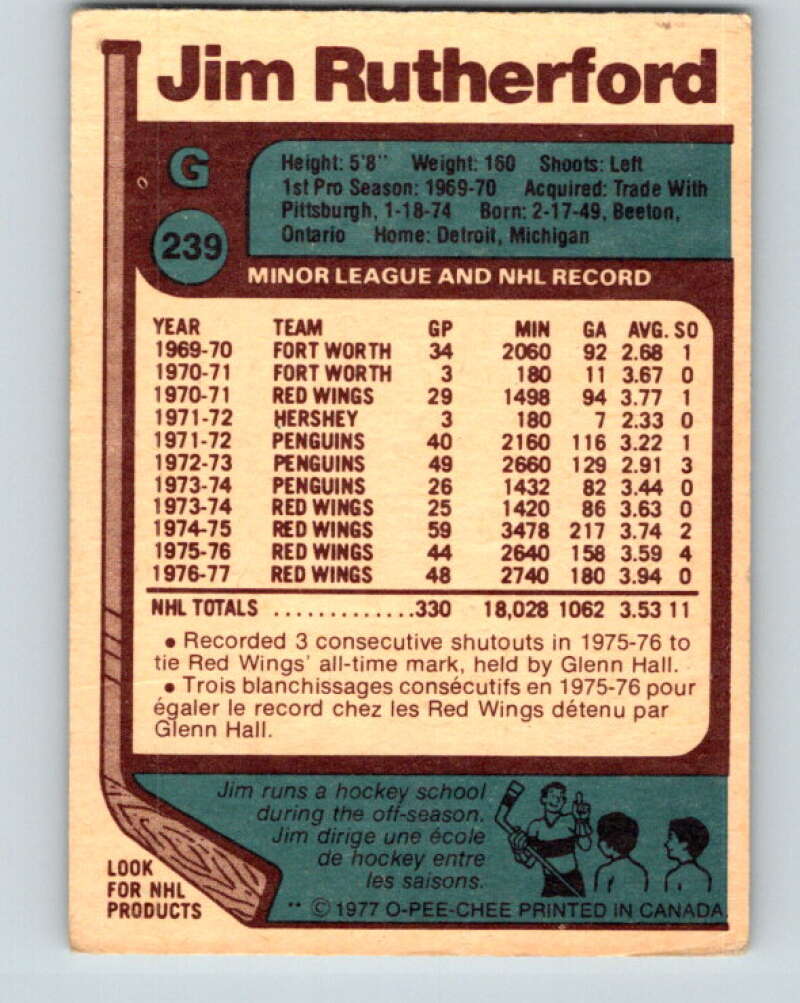 Jim Rutherford
G
239
Height: 5'8" Weight: 160 Shoots: Left
1st Pro Season: 1969-70 Acquired: Trade With
Pittsburgh, 1-18-74 Born: 2-17-49, Beeton,
Ontario Home: Detroit, Michigan
MINOR LEAGUE AND NHL RECORD
YEAR TEAM GP MIN GA AVG. SO
1969-70 FORT WORTH 34 2060 92 2.68 1
1970-71 FORT WORTH 3 180 11 3.67 0
1970-71 RED WINGS 29 1498 94 3.77 1
1971-72 HERSHEY 3 180 7 2.33 0
1971-72 PENGUINS 40 2160 116 3.22 1
1972-73 PENGUINS 49 2660 129 2.91 3
1973-74 PENGUINS 26 1432 82 3.44 0
1973-74 RED WINGS 25 1420 86 3.63 0
1974-75 RED WINGS 59 3478 217 3.74 2
1975-76 RED WINGS 44 2640 158 3.59 4
1976-77 RED WINGS 48 2740 180 3.94 0
NHL TOTALS .............330 18,028 1062 3.53 11
• Recorded 3 consecutive shutouts in 1975-76 to
tie Red Wings' all-time mark, held by Glenn Hall.
• Trois blanchissages consécutifs en 1975-76 pour
égaler le record chez les Red Wings détenu par
Glenn Hall.
Jim runs a hockey school
during the off-season.
Jim dirige une école
de hockey entre
les saisons.
LOOK
FOR NHL
PRODUCTS
** © 1977 O-PEE-CHEE PRINTED IN CANADA